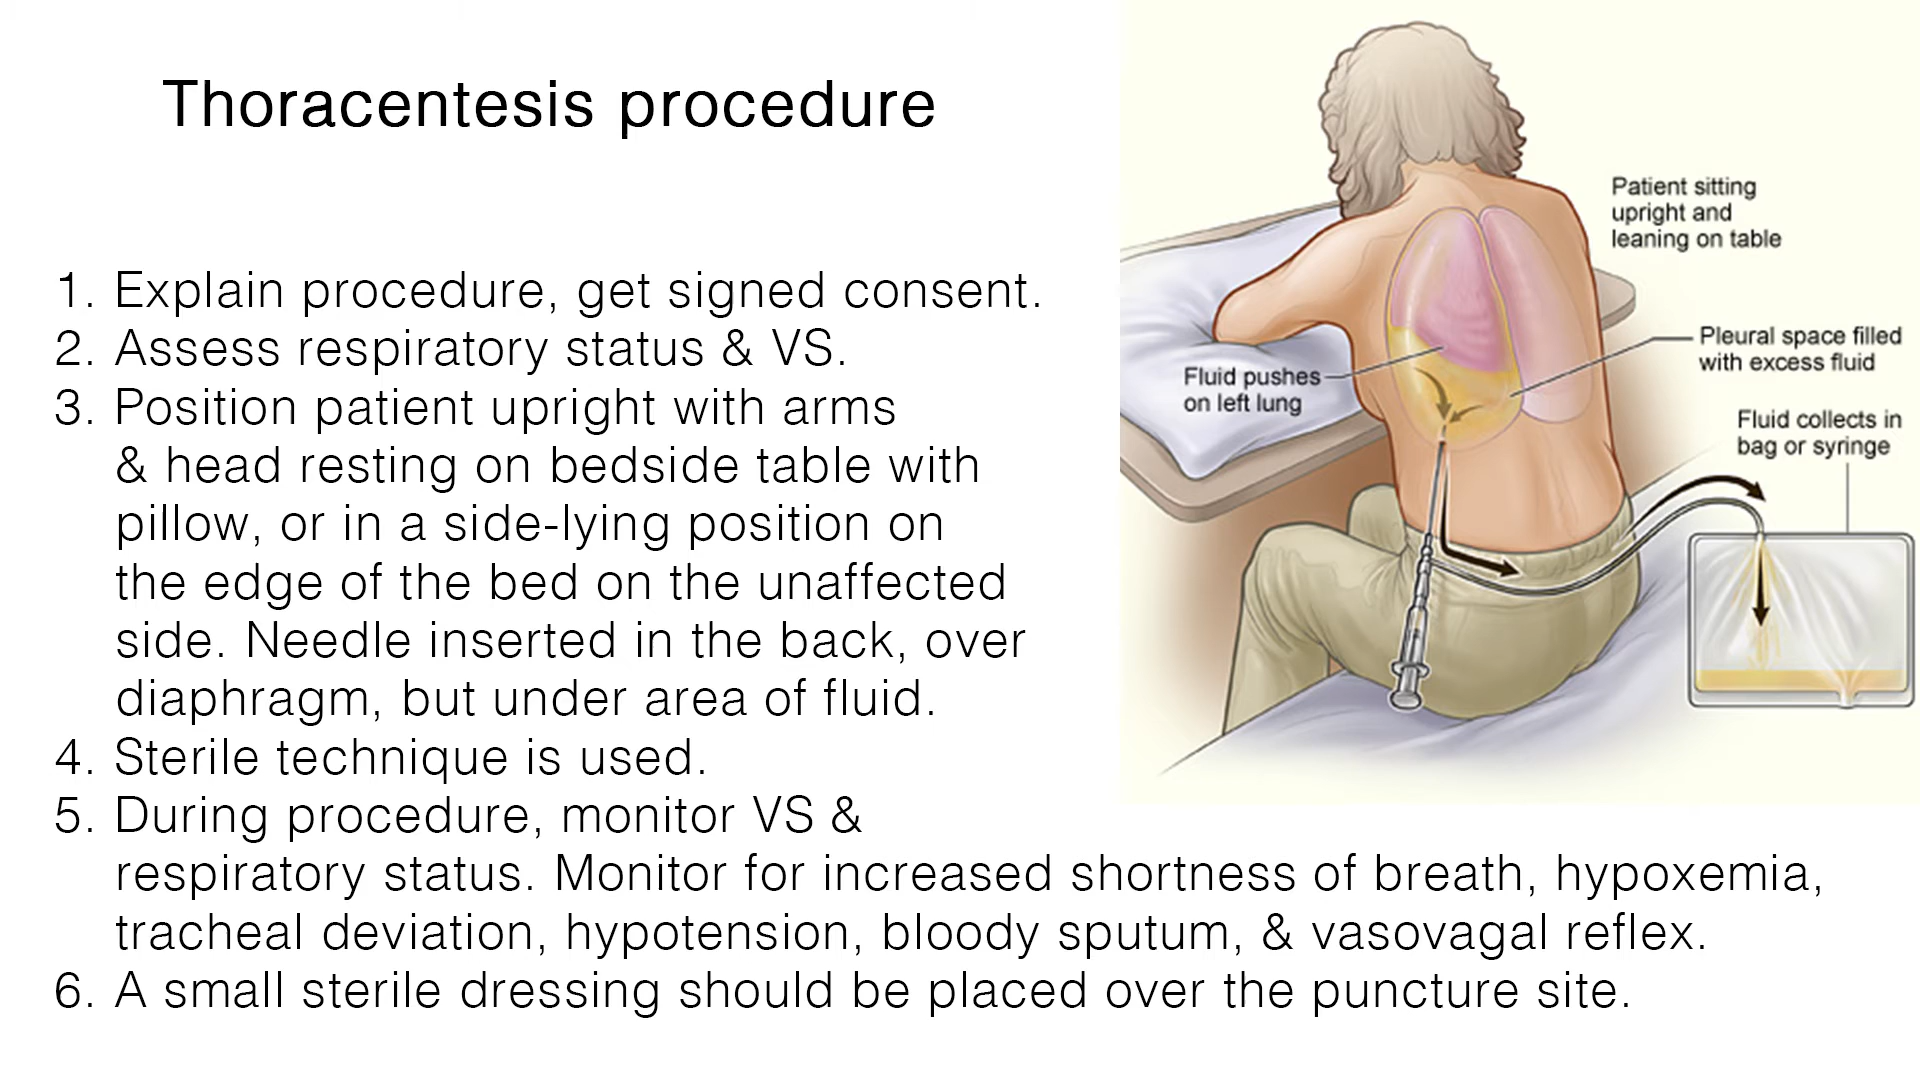 Thoracentesis procedure
1. Explain procedure, get signed consent.
2. Assess respiratory status & VS.
3. Position patient upright with arms
& head resting on bedside table with
pillow, or in a side-lying position on
the edge of the bed on the unaffected
side. Needle inserted in the back, over
diaphragm, but under area of fluid.
4. Sterile technique is used.
5. During procedure, monitor VS &
respiratory status. Monitor for increased shortness of breath, hypoxemia,
tracheal deviation, hypotension, bloody sputum, & vasovagal reflex.
6. A small sterile dressing should be placed over the puncture site.
Patient sitting
upright and
leaning on table
Pleural space filled
with excess fluid
Fluid pushes
on left lung
Fluid collects in
bag or syringe